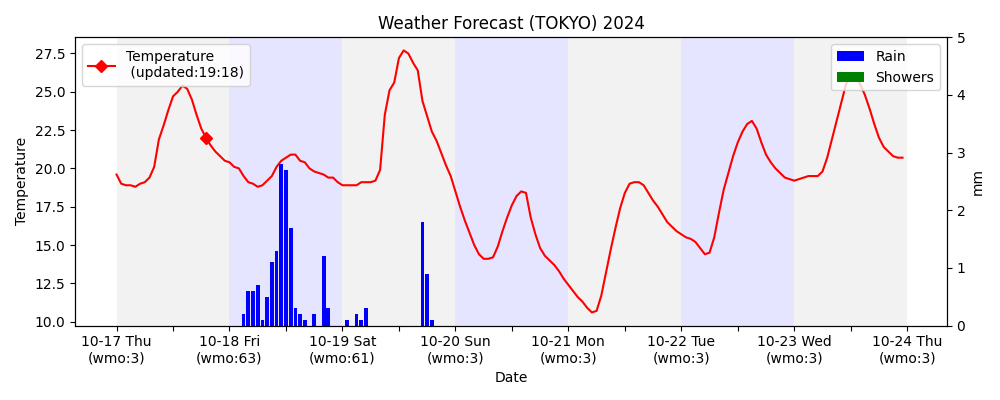 Weather Forecast (TOKYO) 2024
Temperature
(updated:19:18)
Rain
Showers
Temperature
27.5
25.0
22.5
20.0
17.5
15.0
12.5
10.0
5
4
3
2
1
0
mm
10-17 Thu
(wmo:3)
10-18 Fri
(wmo:63)
10-19 Sat
(wmo:61)
10-20 Sun
(wmo:3)
10-21 Mon
(wmo:3)
10-22 Tue
(wmo:3)
10-23 Wed
(wmo:3)
10-24 Thu
(wmo:3)
Date